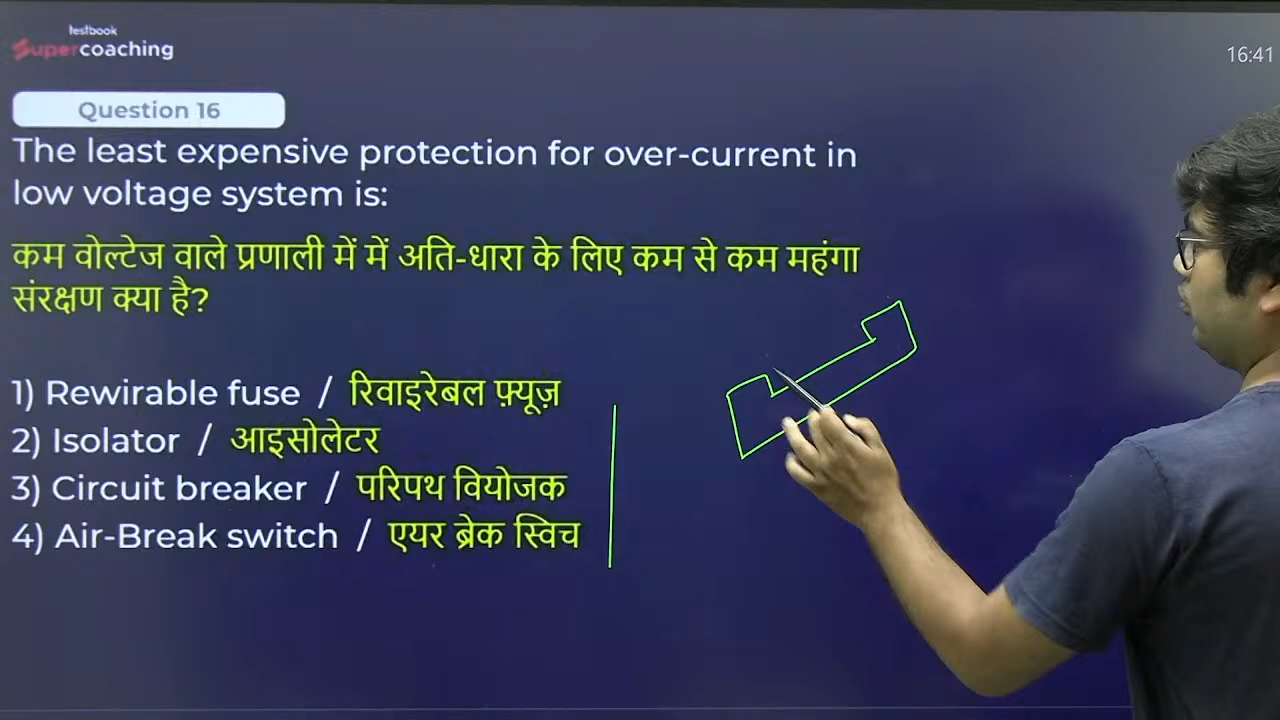 testbook
Supercoaching
16:41
Question 16
The least expensive protection for over-current in
low voltage system is:
कम वोल्टेज वाले प्रणाली में में अति-धारा के लिए कम से कम महंगा
संरक्षण क्या है?
1) Rewirable fuse / रिवाइरेबल फ़्यूज़
2) Isolator / आइसोलेटर
3) Circuit breaker / परिपथ वियोजक
4) Air-Break switch / एयर ब्रेक स्विच